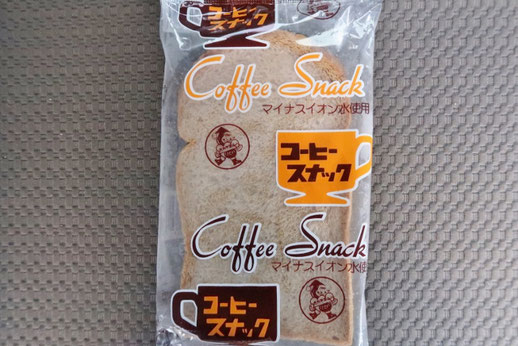 コーヒー
スナック
Coffee Snack
マイナスイオン水使用
コーヒー
スナック
Coffee Snack
マイナスイオン水使
コーヒー
スナック